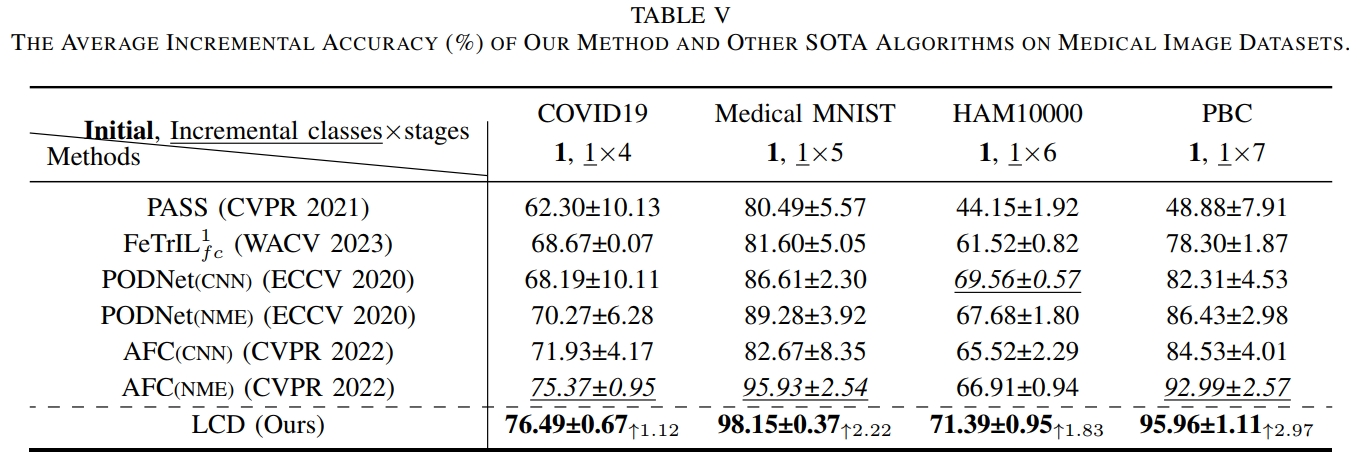 TABLE V
THE AVERAGE INCREMENTAL ACCURACY (%) OF OUR METHOD AND OTHER SOTA ALGORITHMS ON MEDICAL IMAGE DATASETS.
Initial, Incremental classes×stages COVID19 Medical MNIST HAM10000 PBC
Methods 1, 1×4 1, 1×5 1, 1×6 1, 1×7
PASS (CVPR 2021) 62.30±10.13 80.49±5.57 44.15±1.92 48.88±7.91
FeTrIL¹fc (WACV 2023) 68.67±0.07 81.60±5.05 61.52±0.82 78.30±1.87
PODNet(CNN) (ECCV 2020) 68.19±10.11 86.61±2.30 69.56±0.57 82.31±4.53
PODNet(NME) (ECCV 2020) 70.27±6.28 89.28±3.92 67.68±1.80 86.43±2.98
AFC(CNN) (CVPR 2022) 71.93±4.17 82.67±8.35 65.52±2.29 84.53±4.01
AFC(NME) (CVPR 2022) 75.37±0.95 95.93±2.54 66.91±0.94 92.99±2.57
LCD (Ours) 76.49±0.67↑1.12 98.15±0.37↑2.22 71.39±0.95↑1.83 95.96±1.11↑2.97